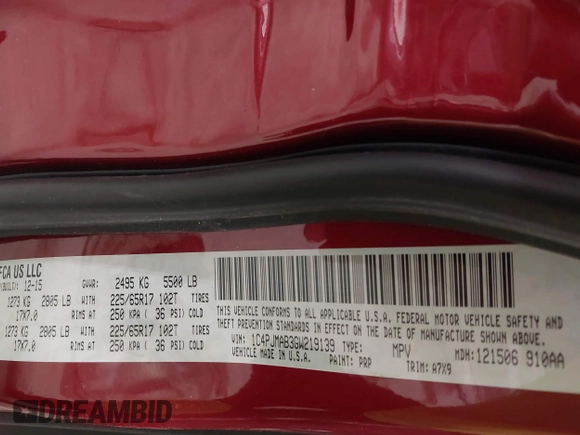 FCA US LLC
BUILT): 12-15 GVWR: 2495 KG 5500 LB
1273 KG 2805 LB WITH 225/65R17 102T TIRES
17X7.0 RIMS AT 250 KPA ( 36 PSI) COLD
1273 KG 2805 LB WITH 225/65R17 102T TIRES
17X7.0 RIMS AT 250 KPA ( 36 PSI) COLD
THIS VEHICLE CONFORMS TO ALL APPLICABLE U.S.A. FEDERAL MOTOR VEHICLE SAFETY AND
THEFT PREVENTION STANDARDS IN EFFECT ON THE DATE OF MANUFACTURE SHOWN ABOVE.
VIN: 1C4PJMAB3GW219139 TYPE: MPV MDH: 121506 910AA
VEHICLE MADE IN U.S.A. PAINT: PRP TRIM: A7X9
DREAMBID